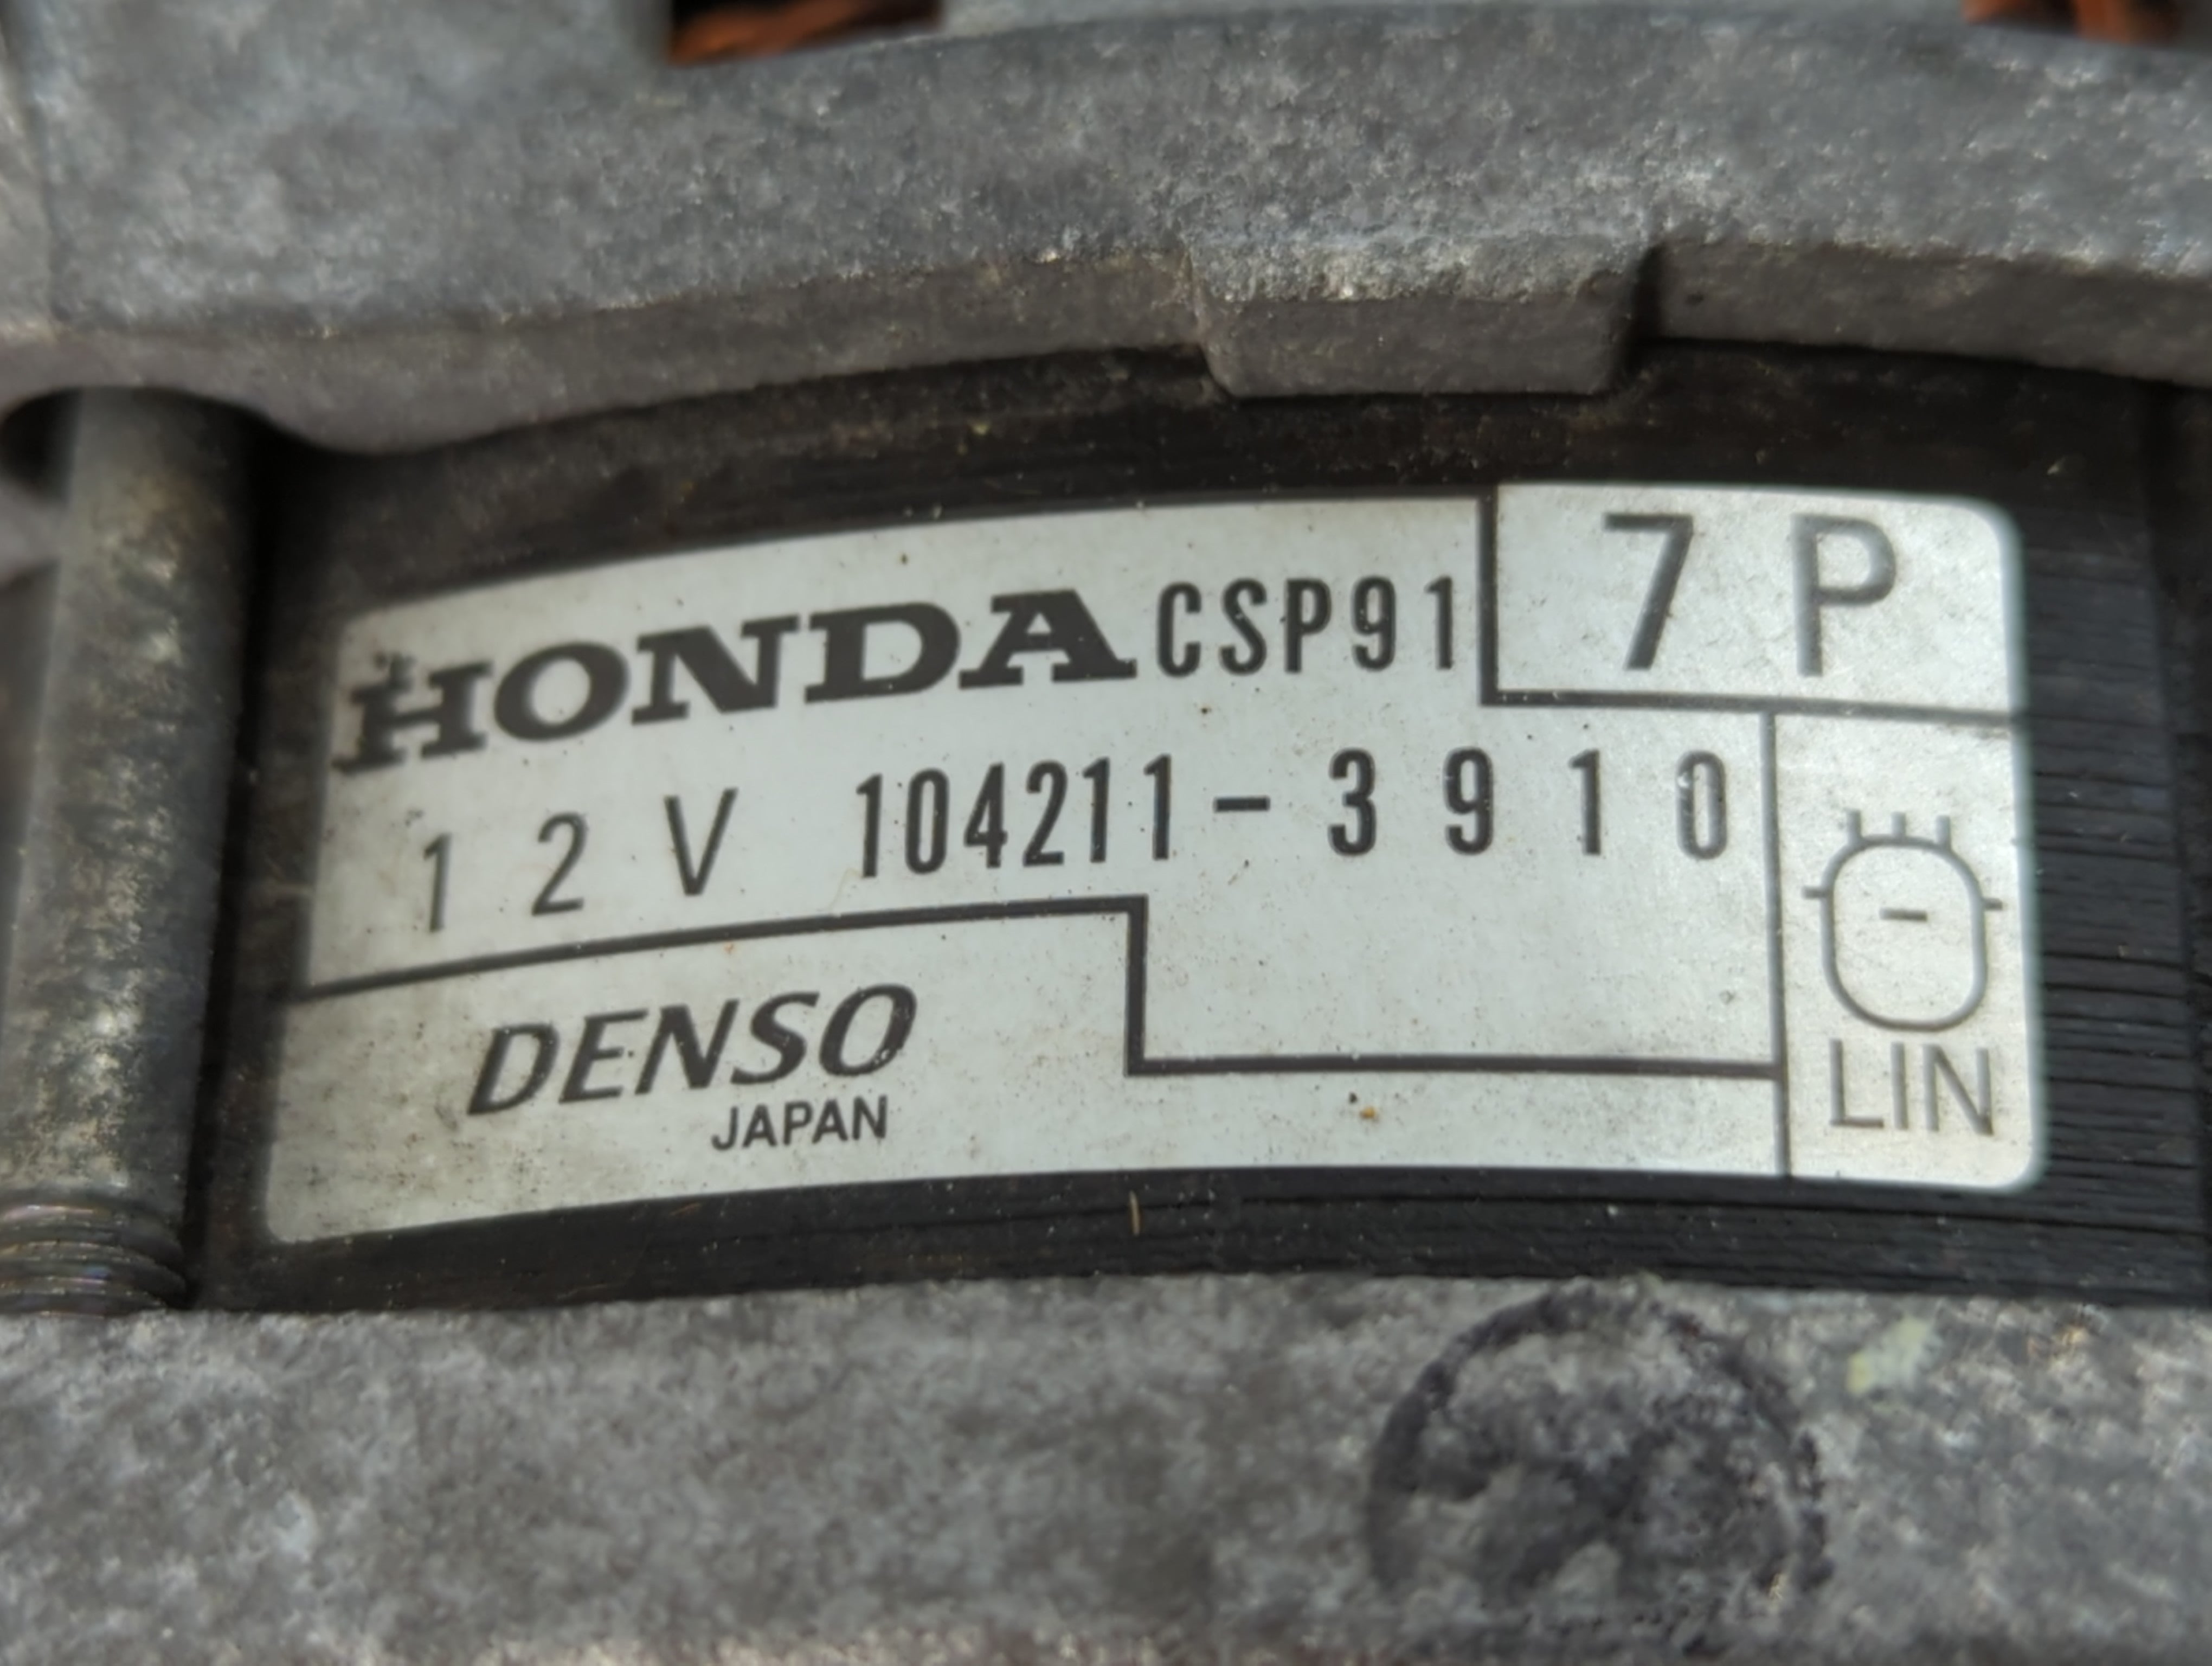 HONDA CSP91 7P
12V 104211-3910
DENSO
JAPAN
LIN